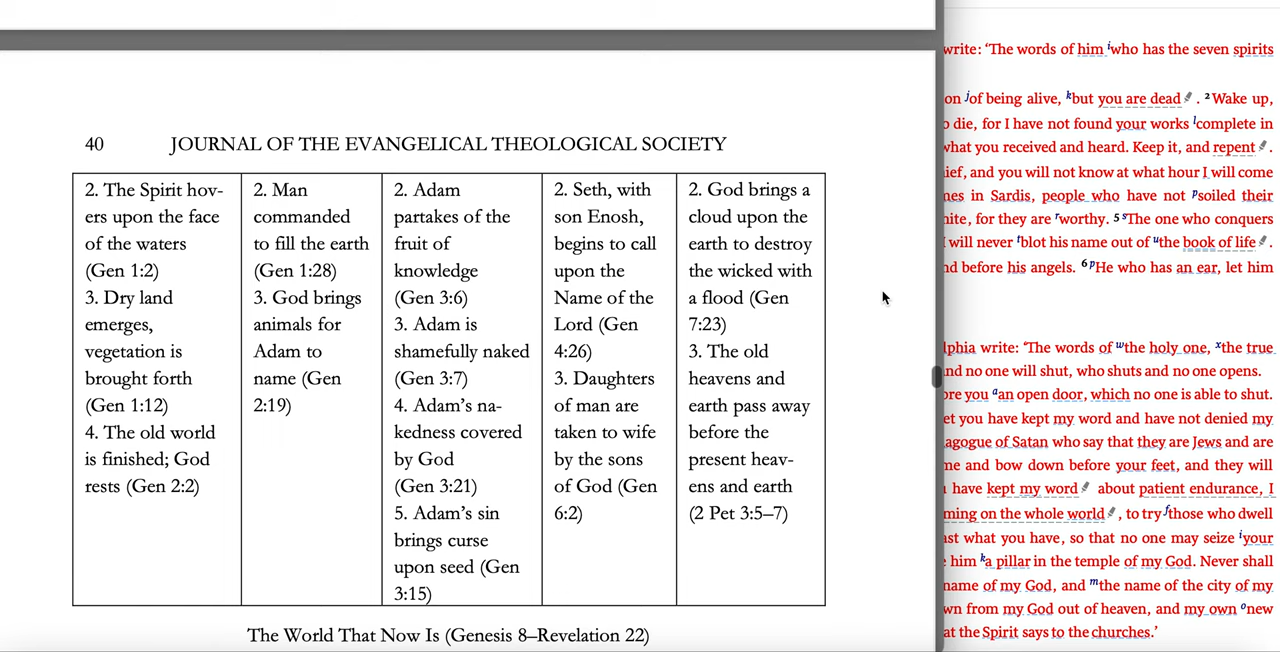 40 JOURNAL OF THE EVANGELICAL THEOLOGICAL SOCIETY
2. The Spirit hov-
ers upon the face
of the waters
(Gen 1:2)
3. Dry land
emerges,
vegetation is
brought forth
(Gen 1:12)
4. The old world
is finished; God
rests (Gen 2:2)
2. Man
commanded
to fill the earth
(Gen 1:28)
3. God brings
animals for
Adam to
name (Gen
2:19)
2. Adam
partakes of the
fruit of
knowledge
(Gen 3:6)
3. Adam is
shamefully naked
(Gen 3:7)
4. Adam’s na-
kedness covered
by God
(Gen 3:21)
5. Adam’s sin
brings curse
upon seed (Gen
3:15)
2. Seth, with
son Enosh,
begins to call
upon the
Name of the
Lord (Gen
4:26)
3. Daughters
of man are
taken to wife
by the sons
of God (Gen
6:2)
2. God brings a
cloud upon the
earth to destroy
the wicked with
a flood (Gen
7:23)
3. The old
heavens and
earth pass away
before the
present heav-
ens and earth
(2 Pet 3:5–7)
The World That Now Is (Genesis 8–Revelation 22)
write: ‘The words of him i who has the seven spirits
on j of being alive, k but you are dead. 2 Wake up,
o die, for I have not found your works l complete in
what you received and heard. Keep it, and repent.
ief, and you will not know at what hour I will come
mes in Sardis, people who have not p soiled their
hite, for they are r worthy. 5 s The one who conquers
I will never t blot his name out of u the book of life.
nd before his angels. 6 p He who has an ear, let him
lphia write: ‘The words of w the holy one, x the true
nd no one will shut, who shuts and no one opens.
ore you a an open door, which no one is able to shut.
et you have kept my word and have not denied my
agogue of Satan who say that they are Jews and are
me and bow down before your feet, and they will
have kept my word about patient endurance, I
ming on the whole world, to try f those who dwell
ast what you have, so that no one may seize i your
him k a pillar in the temple of my God. Never shall
name of my God, and m the name of the city of my
wn from my God out of heaven, and my own o new
at the Spirit says to the churches.’